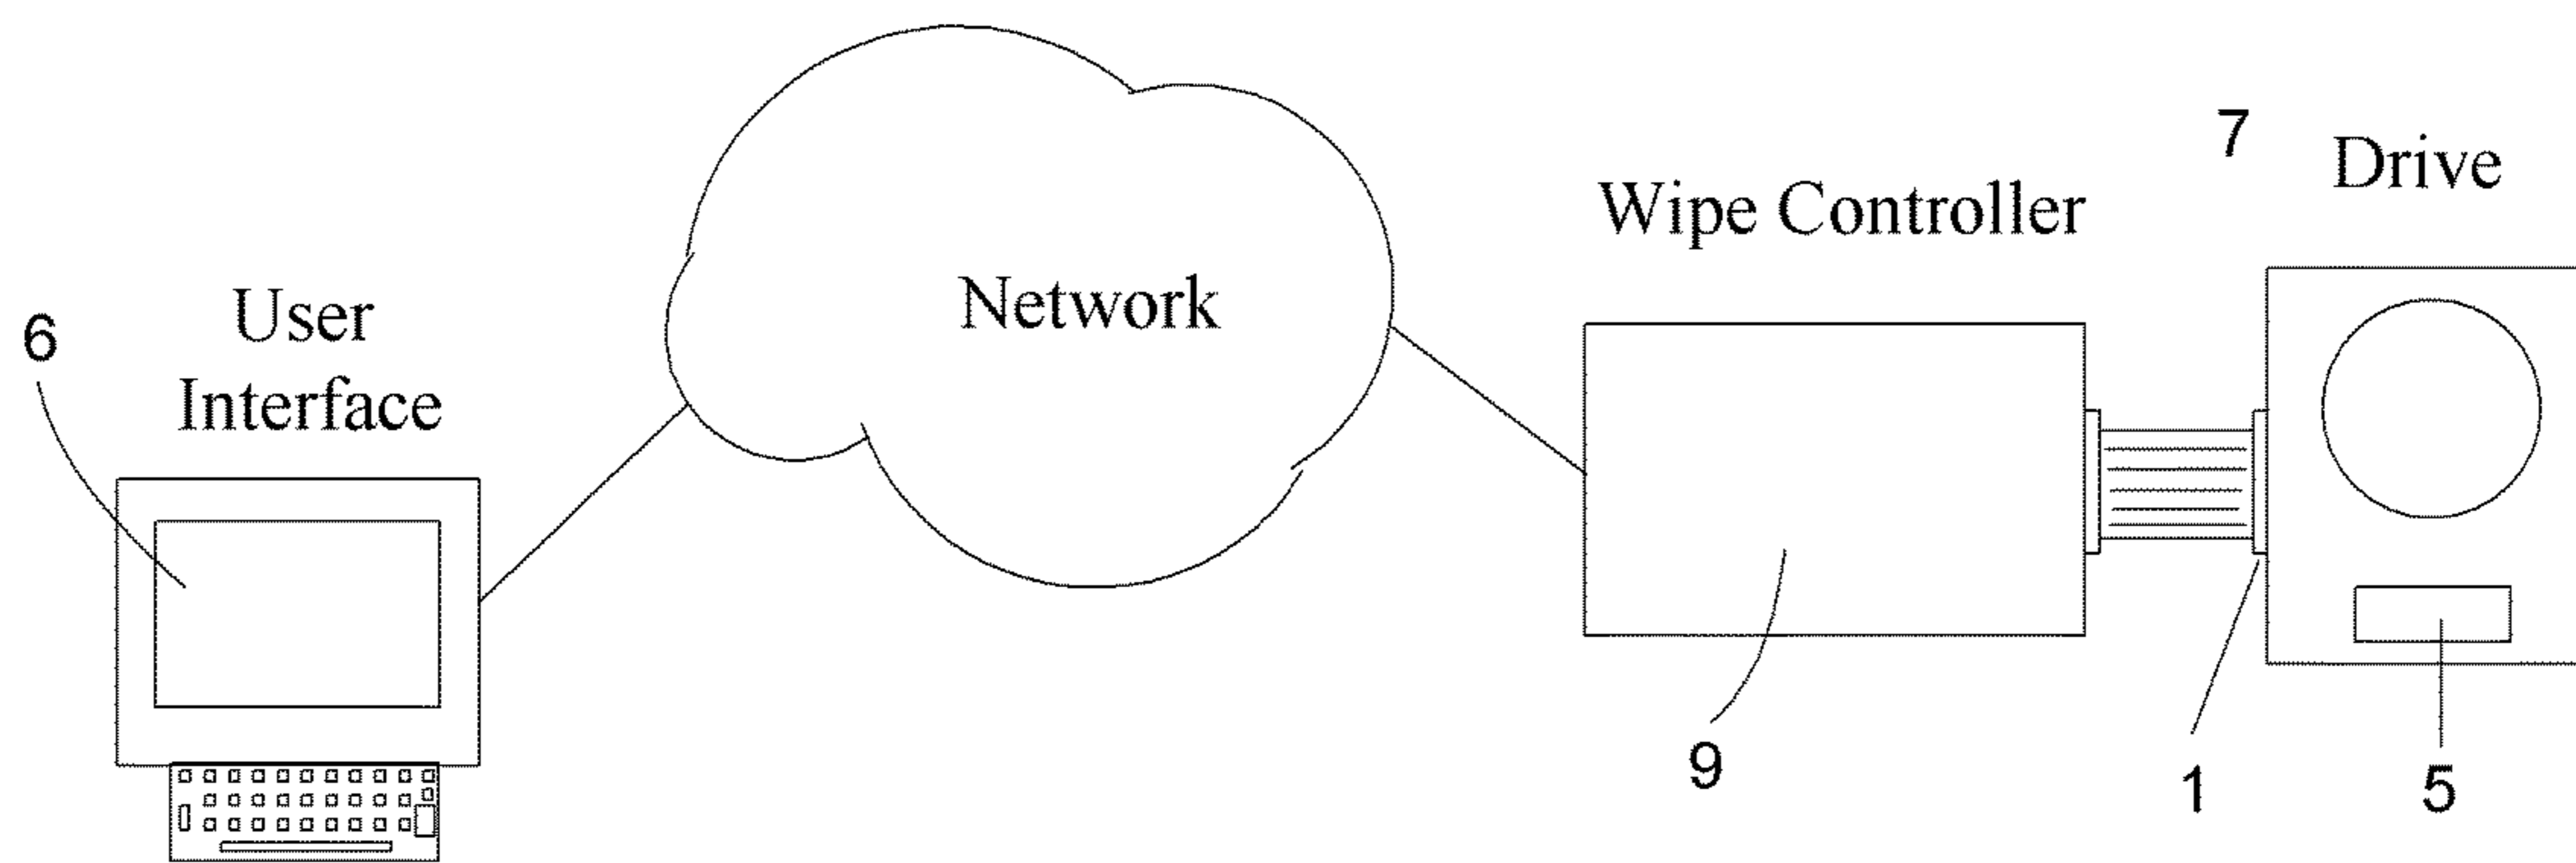 7
Drive
Wipe Controller
Network
User
Interface
6
9
1
5